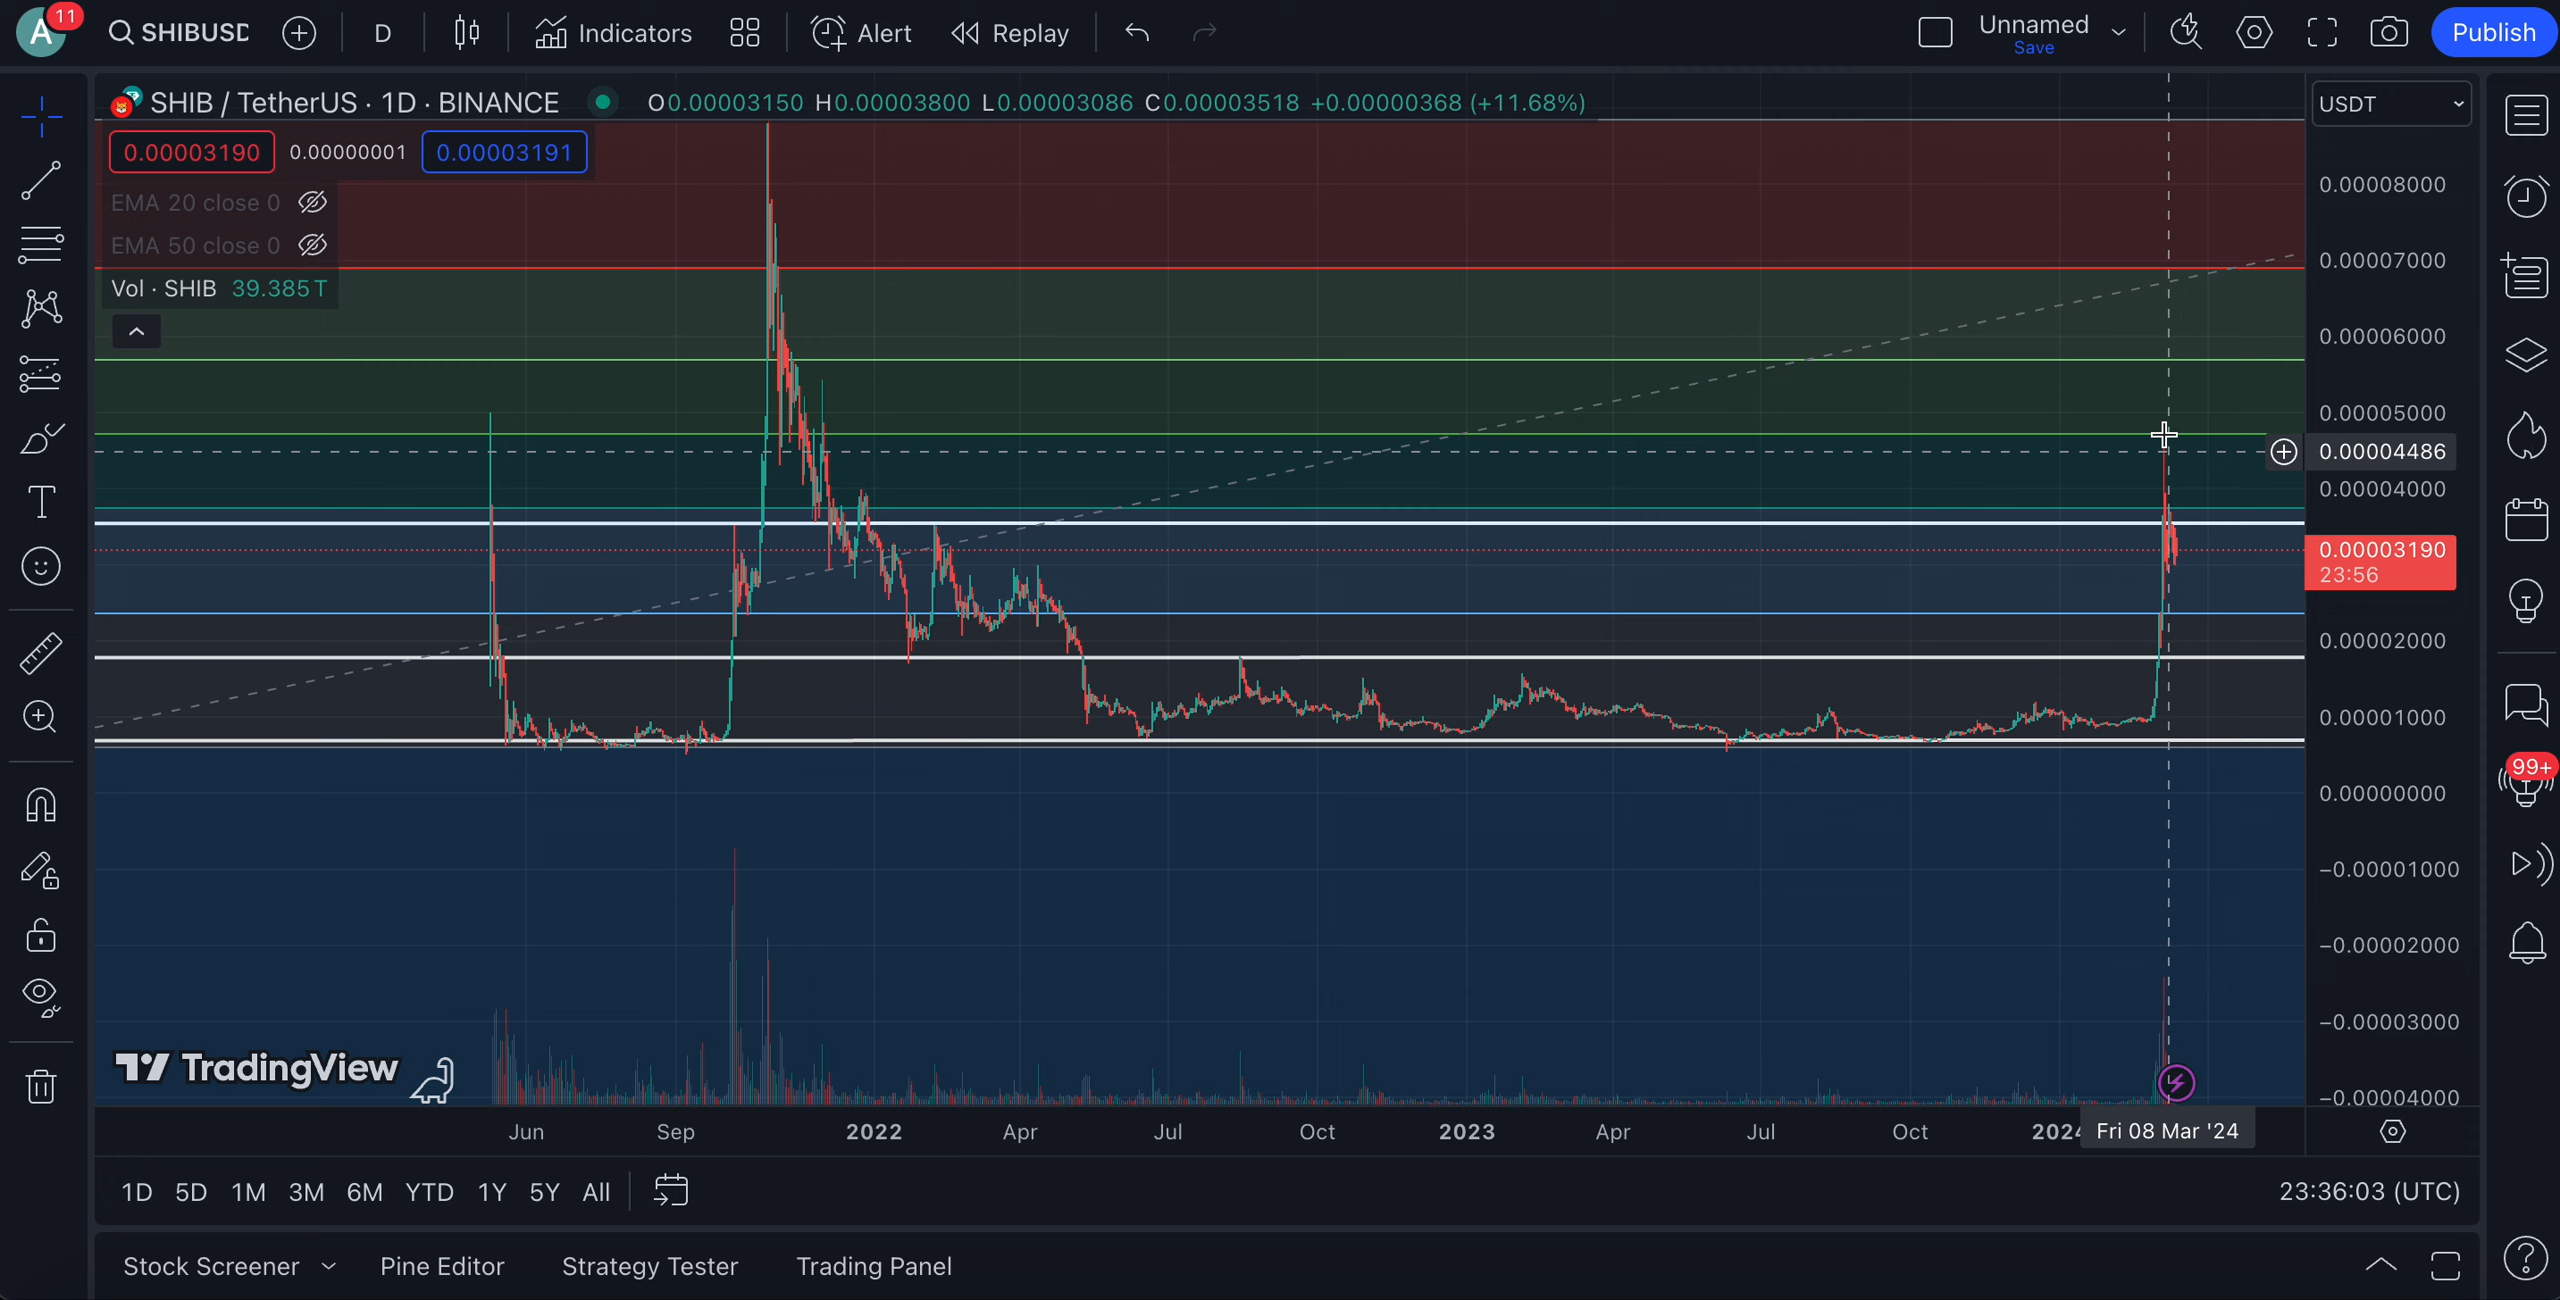 A 11 SHIBUSD D Indicators Alert Replay Unnamed Save Publish
SHIB / TetherUS · 1D · BINANCE O0.00003150 H0.00003800 L0.00003086 C0.00003518 +0.00000368 (+11.68%) USDT
0.00003190 0.00000001 0.00003191
EMA 20 close 0
EMA 50 close 0
Vol · SHIB 39.385T
0.00008000
0.00007000
0.00006000
0.00005000
0.00004486
0.00004000
0.00003190
23:56
0.00002000
0.00001000
99+
0.00000000
−0.00001000
−0.00002000
−0.00003000
−0.00004000
TradingView
Jun Sep 2022 Apr Jul Oct 2023 Apr Jul Oct 2024 Fri 08 Mar '24
1D 5D 1M 3M 6M YTD 1Y 5Y All 23:36:03 (UTC)
Stock Screener Pine Editor Strategy Tester Trading Panel